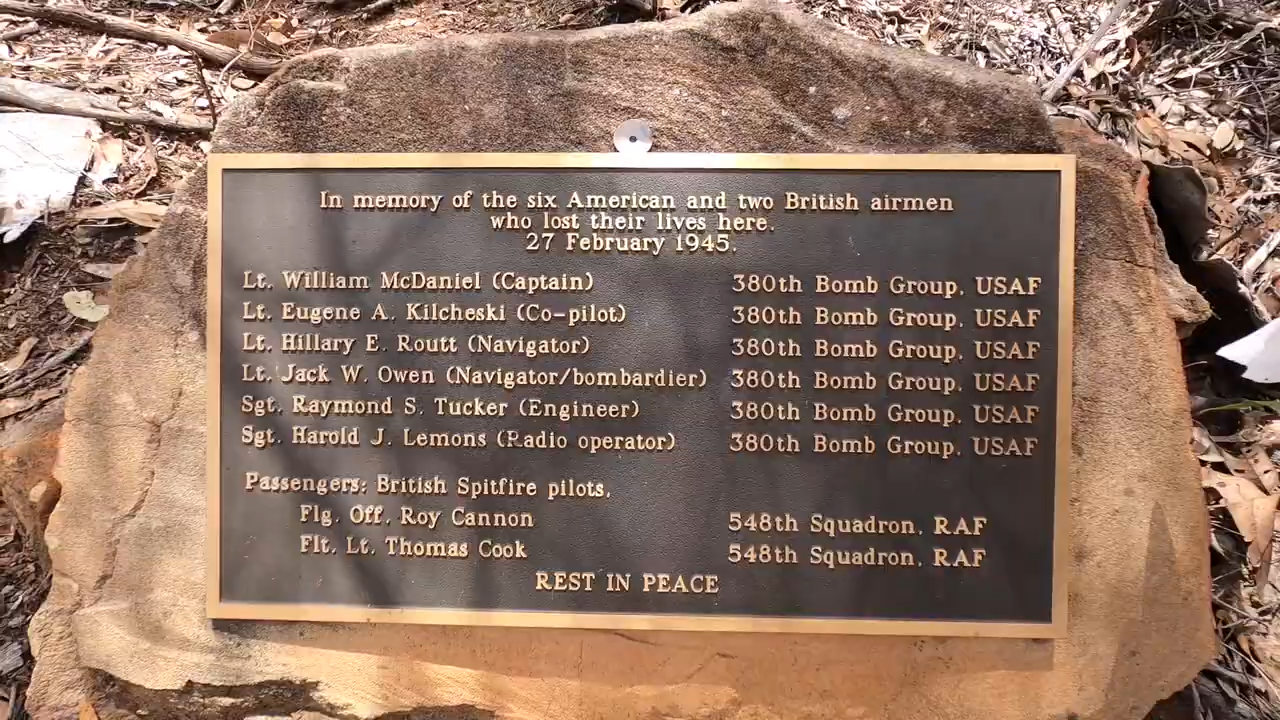 In memory of the six American and two British airmen
who lost their lives here.
27 February 1945.
Lt. William McDaniel (Captain) 380th Bomb Group, USAF
Lt. Eugene A. Kilcheski (Co-pilot) 380th Bomb Group, USAF
Lt. Hillary E. Routt (Navigator) 380th Bomb Group, USAF
Lt. Jack W. Owen (Navigator/bombardier) 380th Bomb Group, USAF
Sgt. Raymond S. Tucker (Engineer) 380th Bomb Group, USAF
Sgt. Harold J. Lemons (Radio operator) 380th Bomb Group, USAF
Passengers; British Spitfire pilots,
Flg. Off. Roy Cannon 548th Squadron, RAF
Flt. Lt. Thomas Cook 548th Squadron, RAF
REST IN PEACE